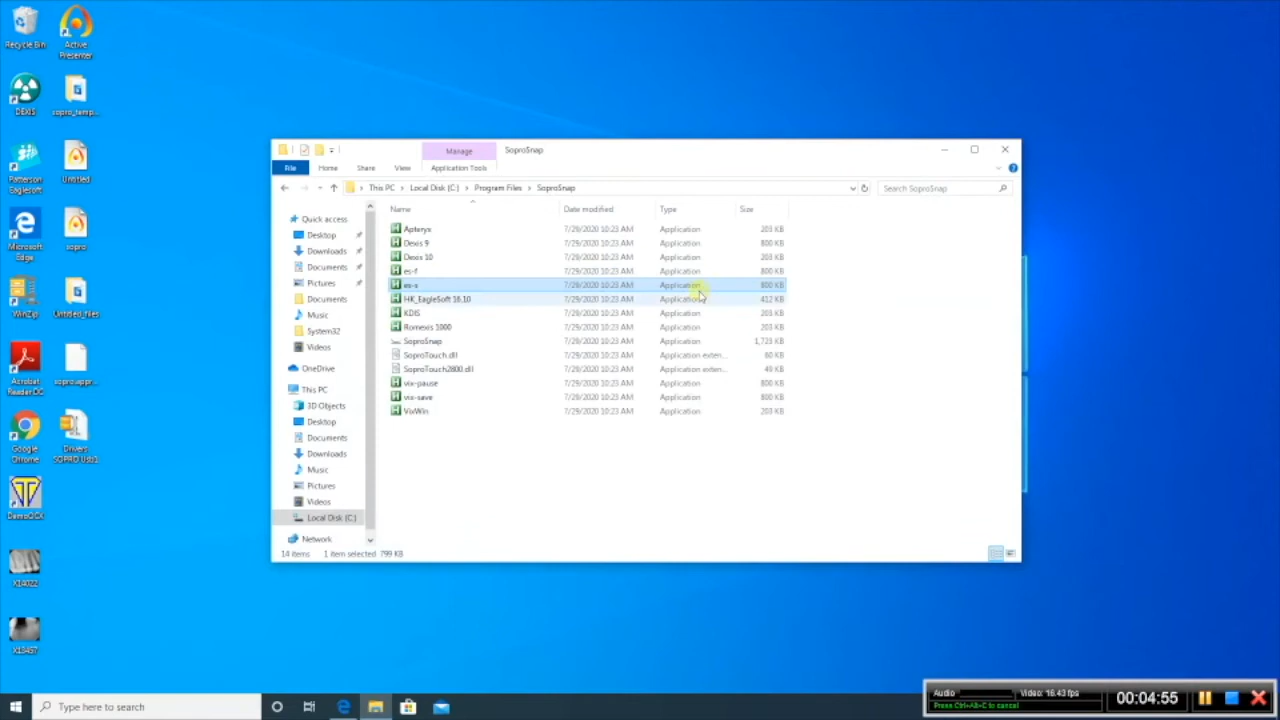 Recycle Bin
Active
Presenter
DEXIS
sopro_temp...
Patterson
Eaglesoft
Untitled
Microsoft
Edge
sopro
WinZip
Untitled_files
Acrobat
Reader DC
sopro.appr...
Google
Chrome
Drivers
SOPRO Usb2
DemoQCX
X14022
X13457
Manage
SoproSnap
File
Home
Share
View
Application Tools
This PC > Local Disk (C:) > Program Files > SoproSnap
Search SoproSnap
Name
Date modified
Type
Size
Quick access
Desktop
Downloads
Documents
Pictures
Documents
Music
System32
Videos
OneDrive
This PC
3D Objects
Desktop
Documents
Downloads
Music
Pictures
Videos
Local Disk (C:)
Network
Apteryx 7/29/2020 10:23 AM Application 203 KB
Dexis 9 7/29/2020 10:23 AM Application 800 KB
Dexis 10 7/29/2020 10:23 AM Application 203 KB
es-f 7/29/2020 10:23 AM Application 800 KB
es-s 7/29/2020 10:23 AM Application 800 KB
HK_EagleSoft 16.10 7/29/2020 10:23 AM Application 412 KB
KDIS 7/29/2020 10:23 AM Application 203 KB
Romexis 1000 7/29/2020 10:23 AM Application 203 KB
SoproSnap 7/29/2020 10:23 AM Application 1,723 KB
SoproTouch.dll 7/29/2020 10:23 AM Application exten... 60 KB
SoproTouch2800.dll 7/29/2020 10:23 AM Application exten... 49 KB
vix-pause 7/29/2020 10:23 AM Application 800 KB
vix-save 7/29/2020 10:23 AM Application 800 KB
VixWin 7/29/2020 10:23 AM Application 203 KB
14 items 1 item selected 799 KB
Type here to search
Audio
Video: 16.43 fps
Press Ctrl+Alt+C to cancel
00:04:55